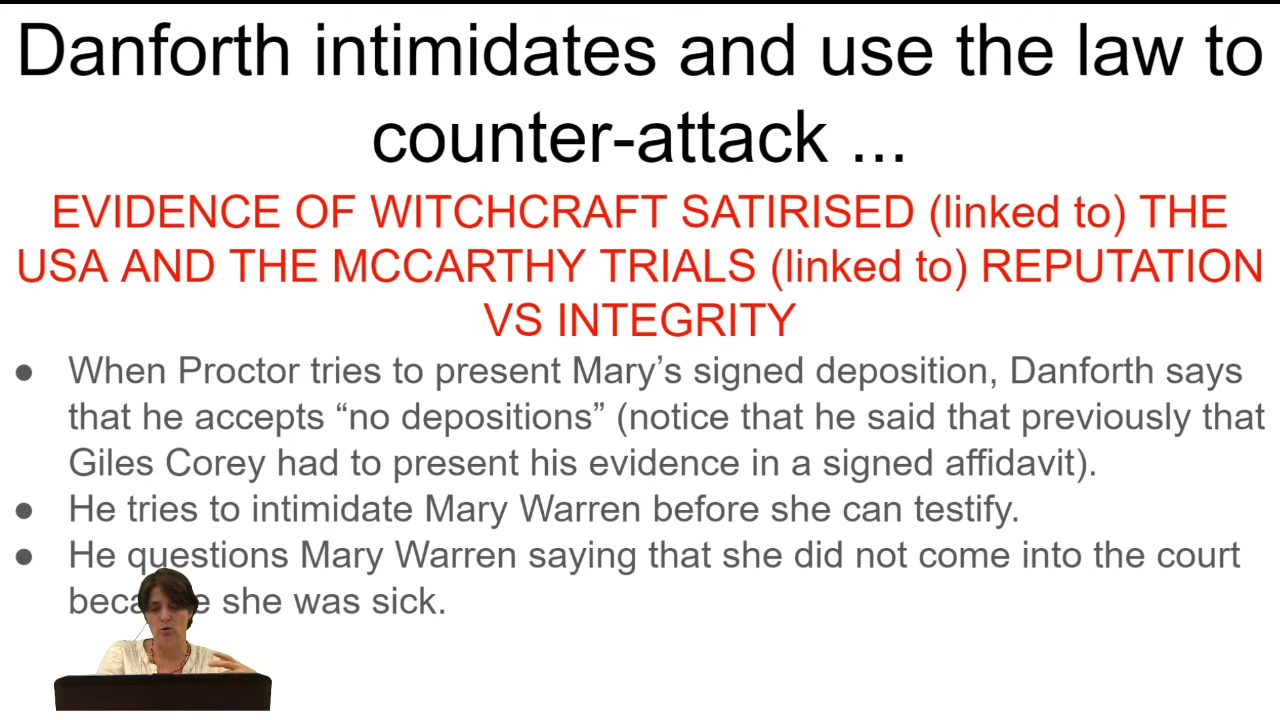 Danforth intimidates and use the law to
counter-attack ...
EVIDENCE OF WITCHCRAFT SATIRISED (linked to) THE
USA AND THE MCCARTHY TRIALS (linked to) REPUTATION
VS INTEGRITY
● When Proctor tries to present Mary’s signed deposition, Danforth says
that he accepts “no depositions” (notice that he said that previously that
Giles Corey had to present his evidence in a signed affidavit).
● He tries to intimidate Mary Warren before she can testify.
● He questions Mary Warren saying that she did not come into the court
she was sick.